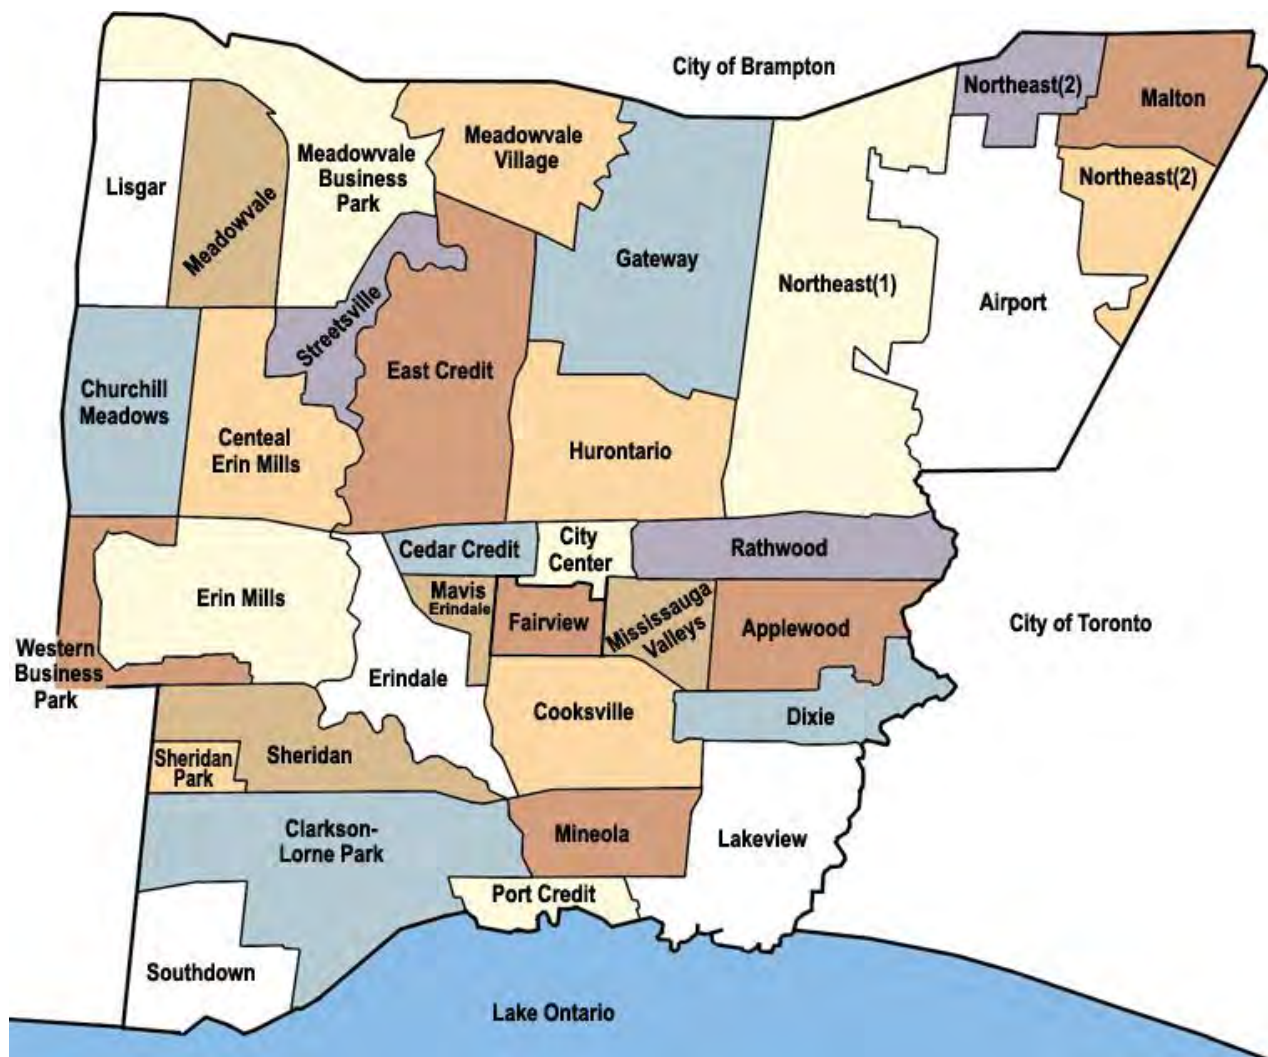 City of Brampton
Northeast(2)
Malton
Meadowvale
Village
Meadowvale
Business
Park
Lisgar
Meadowvale
Northeast(2)
Gateway
Northeast(1)
Airport
Streetsville
East Credit
Churchill
Meadows
Centeal
Erin Mills
Hurontario
Cedar Credit
City
Center
Rathwood
Erin Mills
Mavis
Erindale
Fairview
Mississauga
Valleys
Applewood
City of Toronto
Western
Business
Park
Erindale
Cooksville
Dixie
Sheridan
Park
Sheridan
Clarkson-
Lorne Park
Mineola
Lakeview
Port Credit
Southdown
Lake Ontario